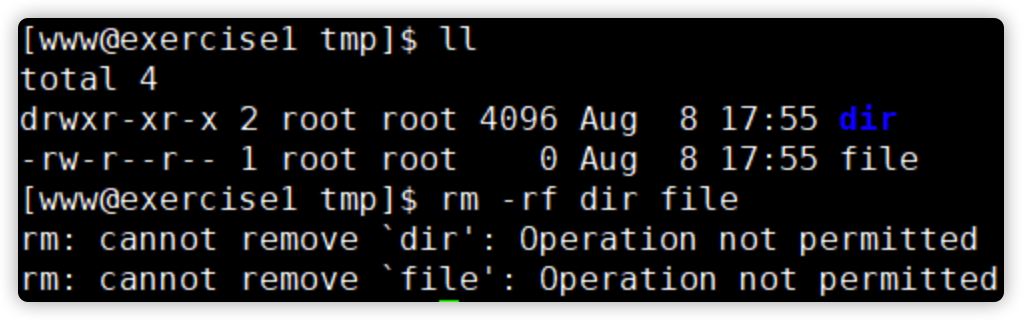 [www@exercise1 tmp]$ ll
total 4
drwxr-xr-x 2 root root 4096 Aug  8 17:55 dir
-rw-r--r-- 1 root root    0 Aug  8 17:55 file
[www@exercise1 tmp]$ rm -rf dir file
rm: cannot remove `dir': Operation not permitted
rm: cannot remove `file': Operation not permitted